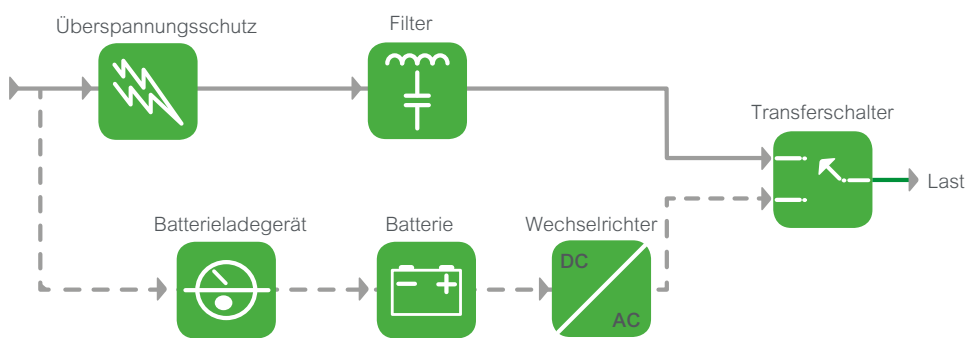 Überspannungsschutz
Filter
Transferschalter
Last
Batterieladegerät
Batterie
Wechselrichter
DC
AC